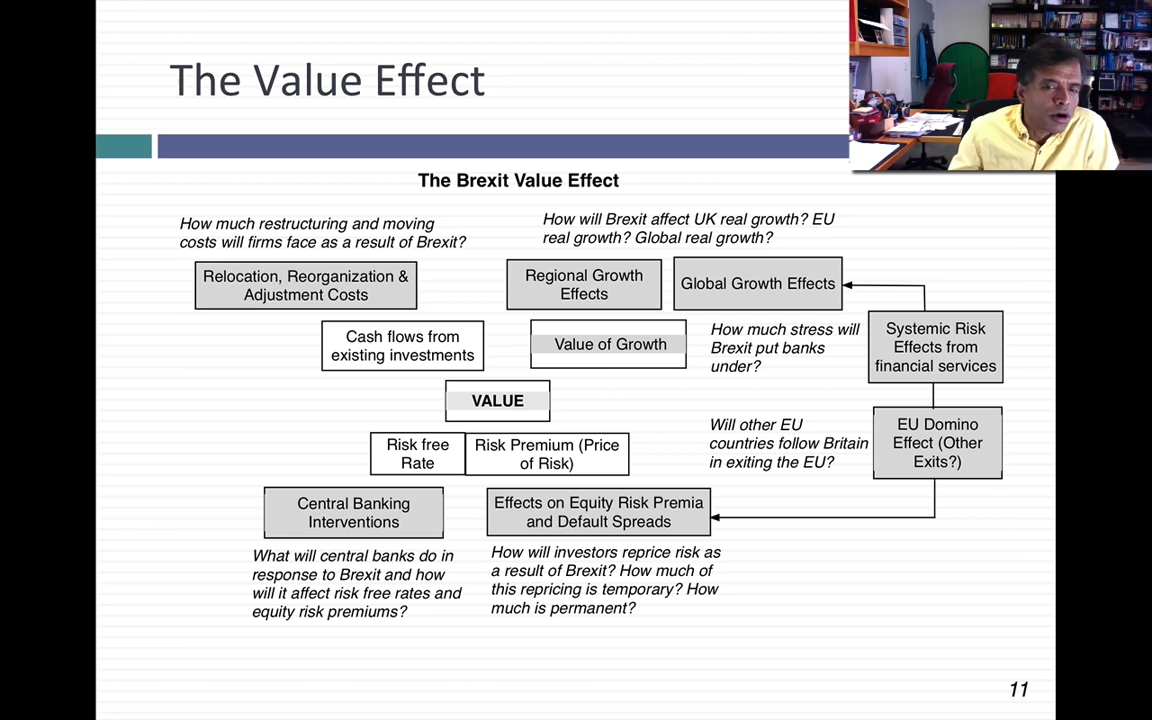 The Value Effect
The Brexit Value Effect
How much restructuring and moving
costs will firms face as a result of Brexit?
How will Brexit affect UK real growth? EU
real growth? Global real growth?
Relocation, Reorganization &
Adjustment Costs
Regional Growth
Effects
Global Growth Effects
Cash flows from
existing investments
Value of Growth
How much stress will
Brexit put banks
under?
Systemic Risk
Effects from
financial services
VALUE
Risk free
Rate
Risk Premium (Price
of Risk)
Will other EU
countries follow Britain
in exiting the EU?
EU Domino
Effect (Other
Exits?)
Central Banking
Interventions
Effects on Equity Risk Premia
and Default Spreads
What will central banks do in
response to Brexit and how
will it affect risk free rates and
equity risk premiums?
How will investors reprice risk as
a result of Brexit? How much of
this repricing is temporary? How
much is permanent?
11